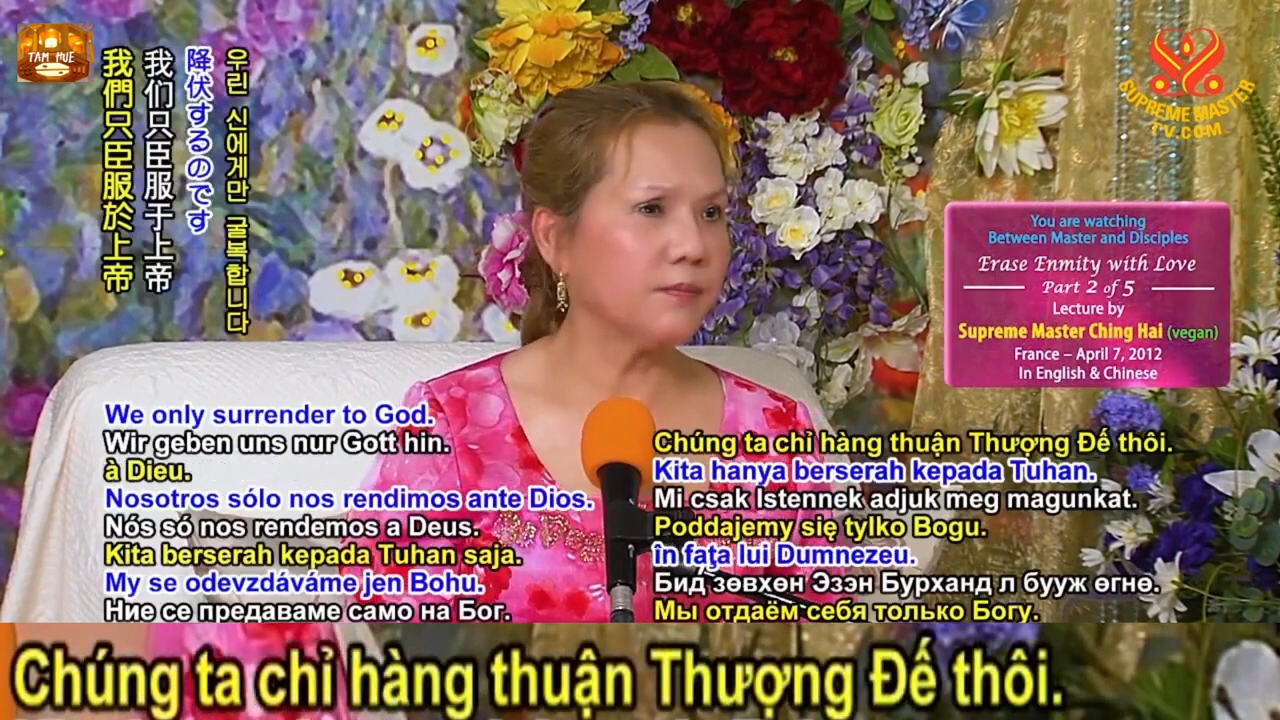 TAM HUE
우린 신에게만 굴복합니다
降伏するのです
我们只臣服于上帝
我們只臣服於上帝
SUPREME MASTER
TV.COM
You are watching
Between Master and Disciples
Erase Enmity with Love
Part 2 of 5
Lecture by
Supreme Master Ching Hai (vegan)
France – April 7, 2012
In English & Chinese
We only surrender to God.
Wir geben uns nur Gott hin.
à Dieu.
Nosotros sólo nos rendimos ante Dios.
Nós só nos rendemos a Deus.
Kita berserah kepada Tuhan saja.
My se odevzdáváme jen Bohu.
Ние се предаваме само на Бог.
Chúng ta chỉ hàng thuận Thượng Đế thôi.
Kita hanya berserah kepada Tuhan.
Mi csak Istennek adjuk meg magunkat.
Poddajemy się tylko Bogu.
în faţa lui Dumnezeu.
Бид зөвхөн Эзэн Бурханд л бууж өгнө.
Мы отдаём себя только Богу.
Chúng ta chỉ hàng thuận Thượng Đế thôi.